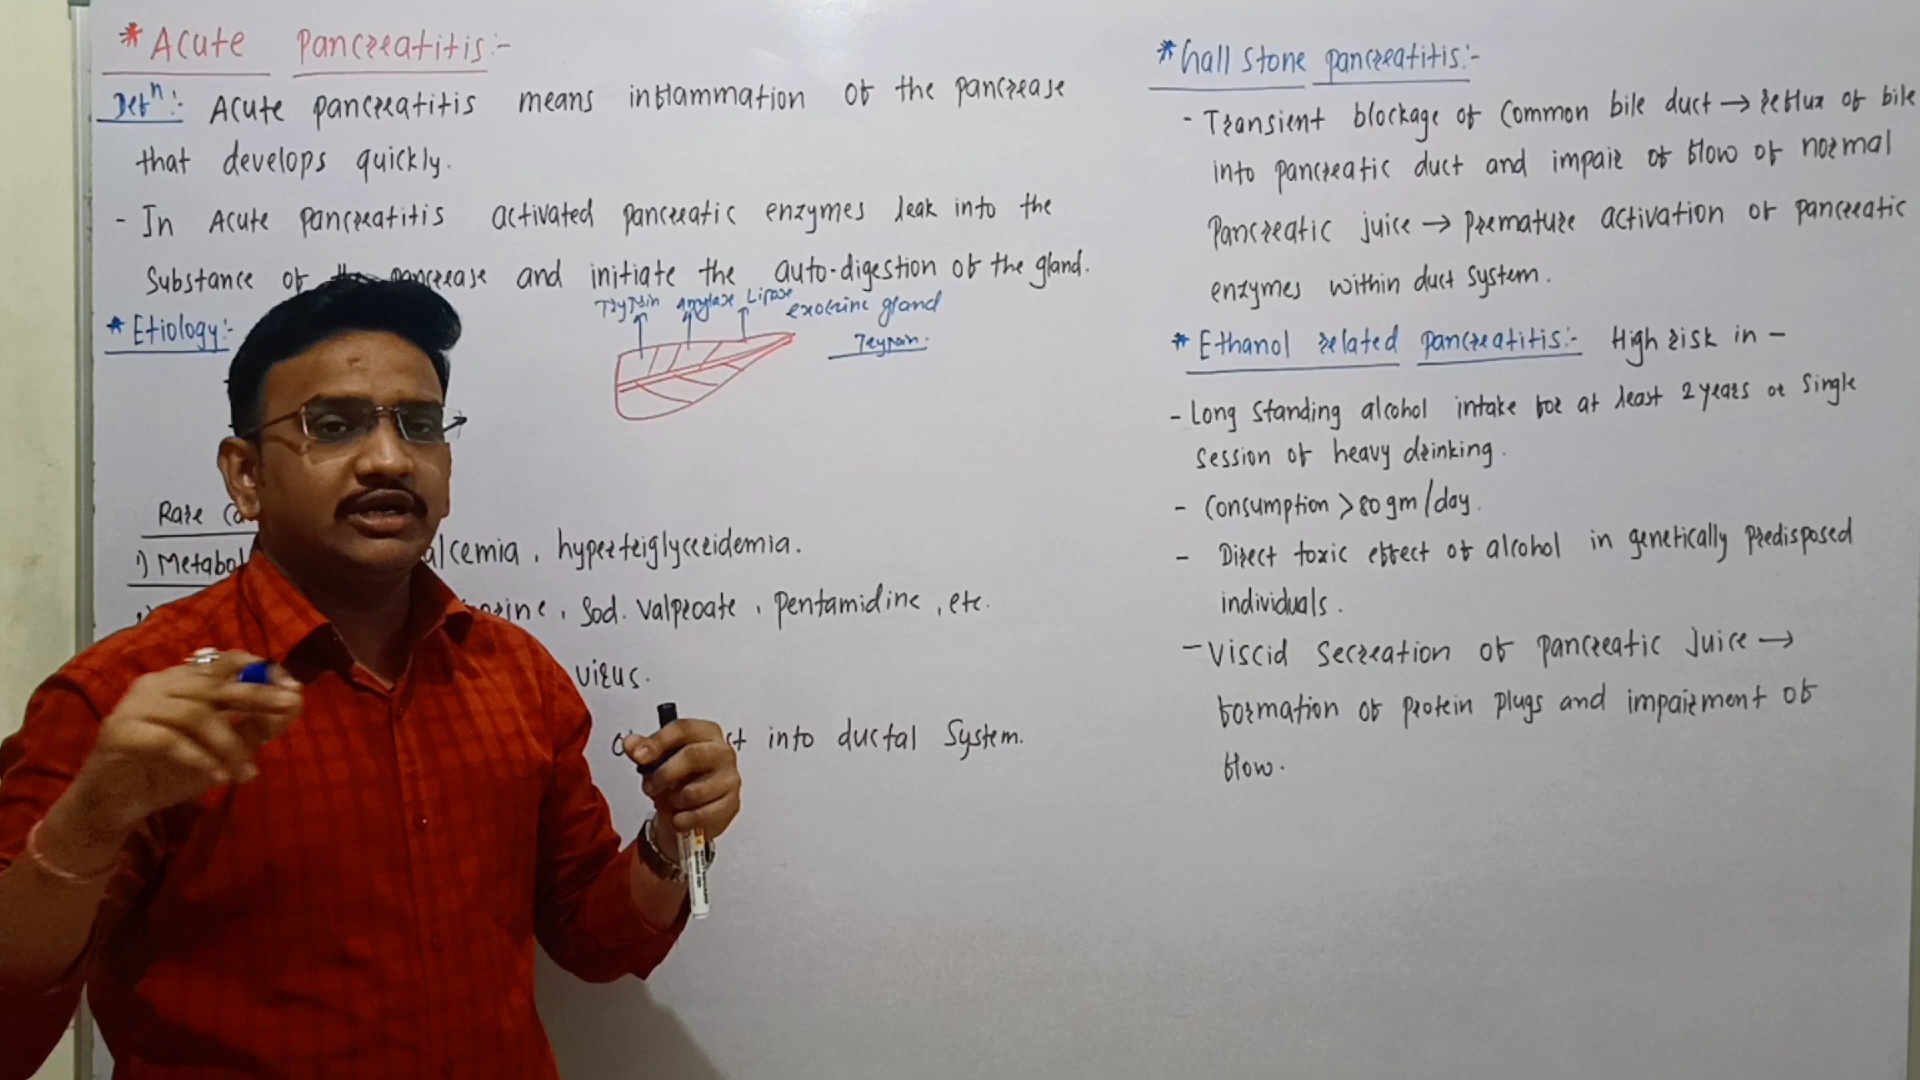 * Acute Pancreatitis:-
Defⁿ:- Acute pancreatitis means inflammation of the pancrease
that develops quickly.
- In Acute pancreatitis activated pancreatic enzymes leak into the
Substance of the pancrease and initiate the auto-digestion of the gland.
Trypsin amylase Lipase
exocrine gland
Trypsin.
* Etiology:-
Rare
1) Metabol alcemia, hypertriglyceridemia.
Sod. Valproate, pentamidine, etc.
virus.
into ductal System.
* Gall Stone pancreatitis:-
- Transient blockage of Common bile duct → reflux of bile
into pancreatic duct and impair of flow of normal
Pancreatic juice → Premature activation of pancreatic
enzymes within duct system.
* Ethanol related pancreatitis:- High risk in -
- Long standing alcohol intake for at least 2 years or single
session of heavy drinking.
- Consumption > 80 gm/day.
- Direct toxic effect of alcohol in genetically predisposed
individuals.
- Viscid Secreation of pancreatic Juice →
formation of protein plugs and impairment of
flow.